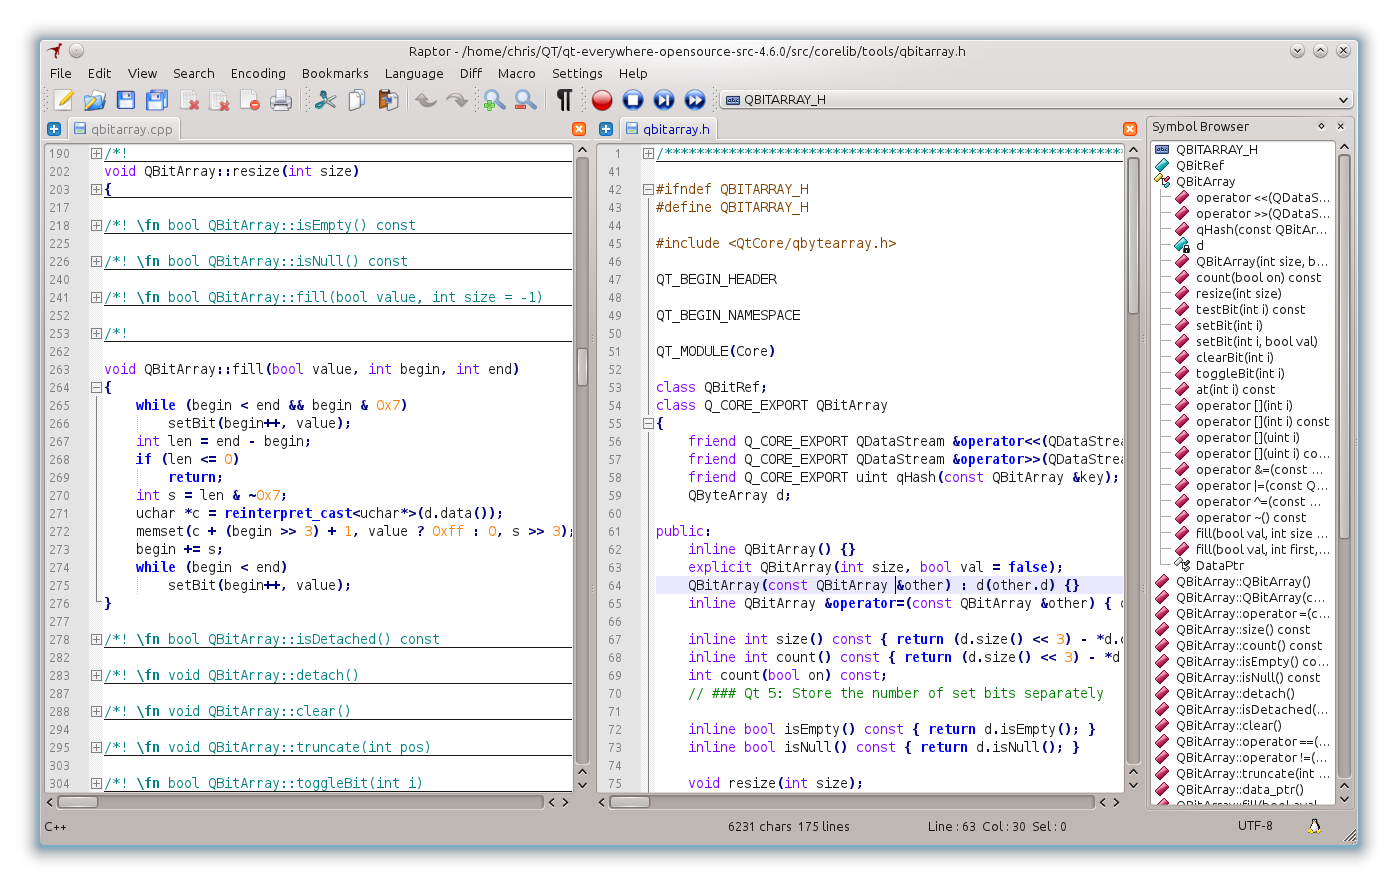 Raptor - /home/chris/QT/qt-everywhere-opensource-src-4.6.0/src/corelib/tools/qbitarray.h
File Edit View Search Encoding Bookmarks Language Diff Macro Settings Help
QBITARRAY_H
qbitarray.cpp
190 /*!
202 void QBitArray::resize(int size)
203 {
217
218 /*! \fn bool QBitArray::isEmpty() const
225
226 /*! \fn bool QBitArray::isNull() const
240
241 /*! \fn bool QBitArray::fill(bool value, int size = -1)
252
253 /*!
262
263 void QBitArray::fill(bool value, int begin, int end)
264 {
265 while (begin < end && begin & 0x7)
266 setBit(begin++, value);
267 int len = end - begin;
268 if (len <= 0)
269 return;
270 int s = len & ~0x7;
271 uchar *c = reinterpret_cast<uchar*>(d.data());
272 memset(c + (begin >> 3) + 1, value ? 0xff : 0, s >> 3);
273 begin += s;
274 while (begin < end)
275 setBit(begin++, value);
276 }
277
278 /*! \fn bool QBitArray::isDetached() const
282
283 /*! \fn void QBitArray::detach()
287
288 /*! \fn void QBitArray::clear()
294
295 /*! \fn void QBitArray::truncate(int pos)
303
304 /*! \fn bool QBitArray::toggleBit(int i)
qbitarray.h
1 /**********************************************************
41
42 #ifndef QBITARRAY_H
43 #define QBITARRAY_H
44
45 #include <QtCore/qbytearray.h>
46
47 QT_BEGIN_HEADER
48
49 QT_BEGIN_NAMESPACE
50
51 QT_MODULE(Core)
52
53 class QBitRef;
54 class Q_CORE_EXPORT QBitArray
55 {
56 friend Q_CORE_EXPORT QDataStream &operator<<(QDataStrea
57 friend Q_CORE_EXPORT QDataStream &operator>>(QDataStrea
58 friend Q_CORE_EXPORT uint qHash(const QBitArray &key);
59 QByteArray d;
60
61 public:
62 inline QBitArray() {}
63 explicit QBitArray(int size, bool val = false);
64 QBitArray(const QBitArray &other) : d(other.d) {}
65 inline QBitArray &operator=(const QBitArray &other) { d
66
67 inline int size() const { return (d.size() << 3) - *d.c
68 inline int count() const { return (d.size() << 3) - *d
69 int count(bool on) const;
70 // ### Qt 5: Store the number of set bits separately
71
72 inline bool isEmpty() const { return d.isEmpty(); }
73 inline bool isNull() const { return d.isNull(); }
74
75 void resize(int size);
Symbol Browser
QBITARRAY_H
QBitRef
QBitArray
operator <<(QDataS...
operator >>(QDataS...
qHash(const QBitAr...
d
QBitArray(int size, b...
count(bool on) const
resize(int size)
testBit(int i) const
setBit(int i)
setBit(int i, bool val)
clearBit(int i)
toggleBit(int i)
at(int i) const
operator [](int i)
operator [](int i) const
operator [](uint i)
operator [](uint i) co...
operator &=(const ...
operator |=(const Q...
operator ^=(const ...
operator ~() const
fill(bool val, int size ...
fill(bool val, int first,...
DataPtr
QBitArray::QBitArray()
QBitArray::QBitArray(c...
QBitArray::operator =(c...
QBitArray::size() const
QBitArray::count() const
QBitArray::isEmpty() co...
QBitArray::isNull() const
QBitArray::detach()
QBitArray::isDetached(...
QBitArray::clear()
QBitArray::operator ==(...
QBitArray::operator !=(...
QBitArray::truncate(int ...
QBitArray::data_ptr()
QBitArray::fill(bool aval
C++
6231 chars 175 lines
Line : 63 Col : 30 Sel : 0
UTF-8